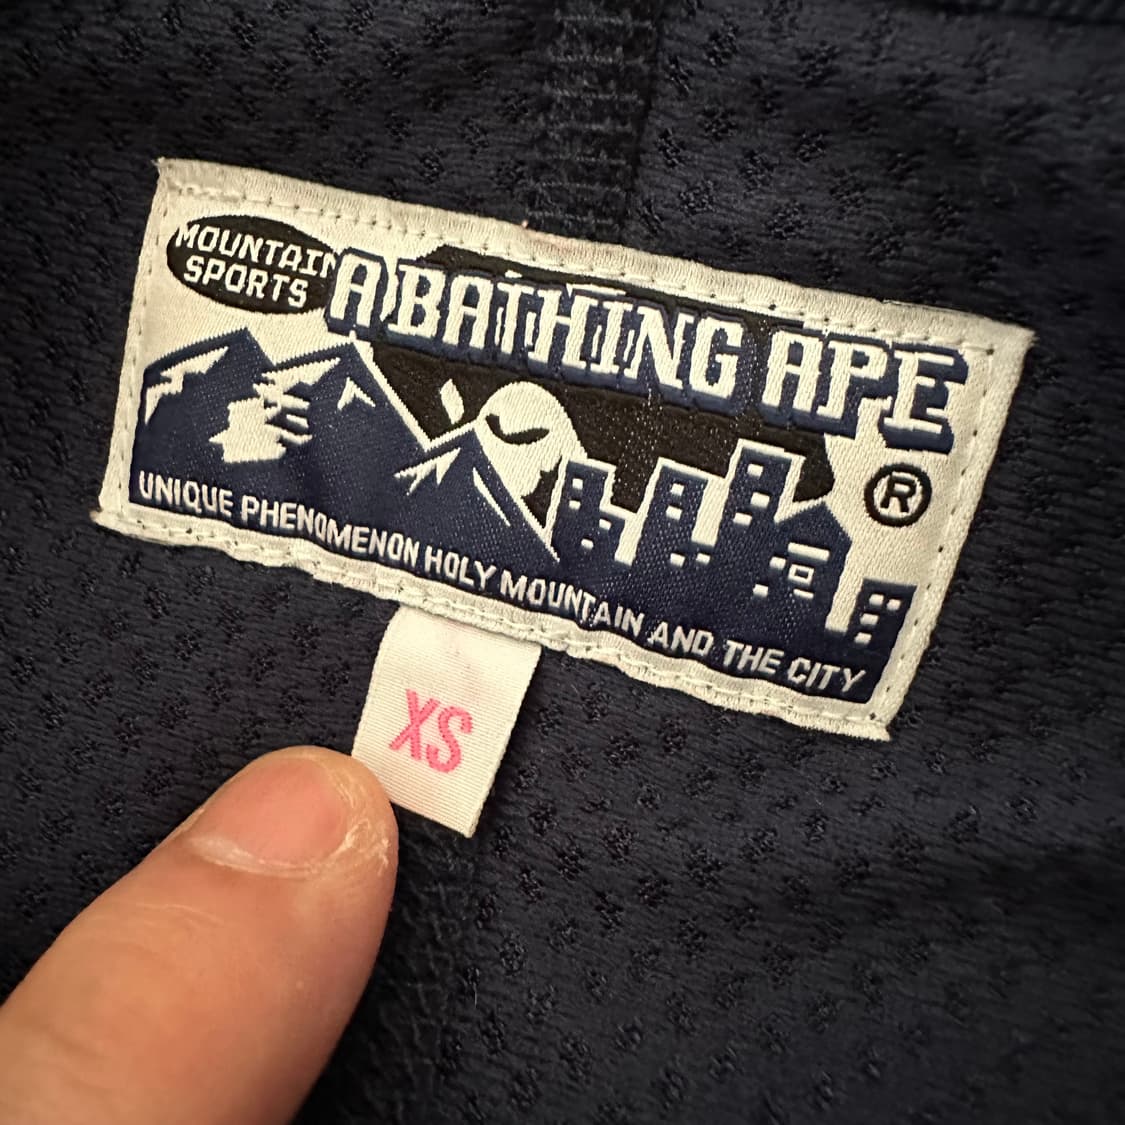 MOUNTAIN
SPORTS
A BATHING APE
®
UNIQUE PHENOMENON HOLY MOUNTAIN AND THE CITY
XS